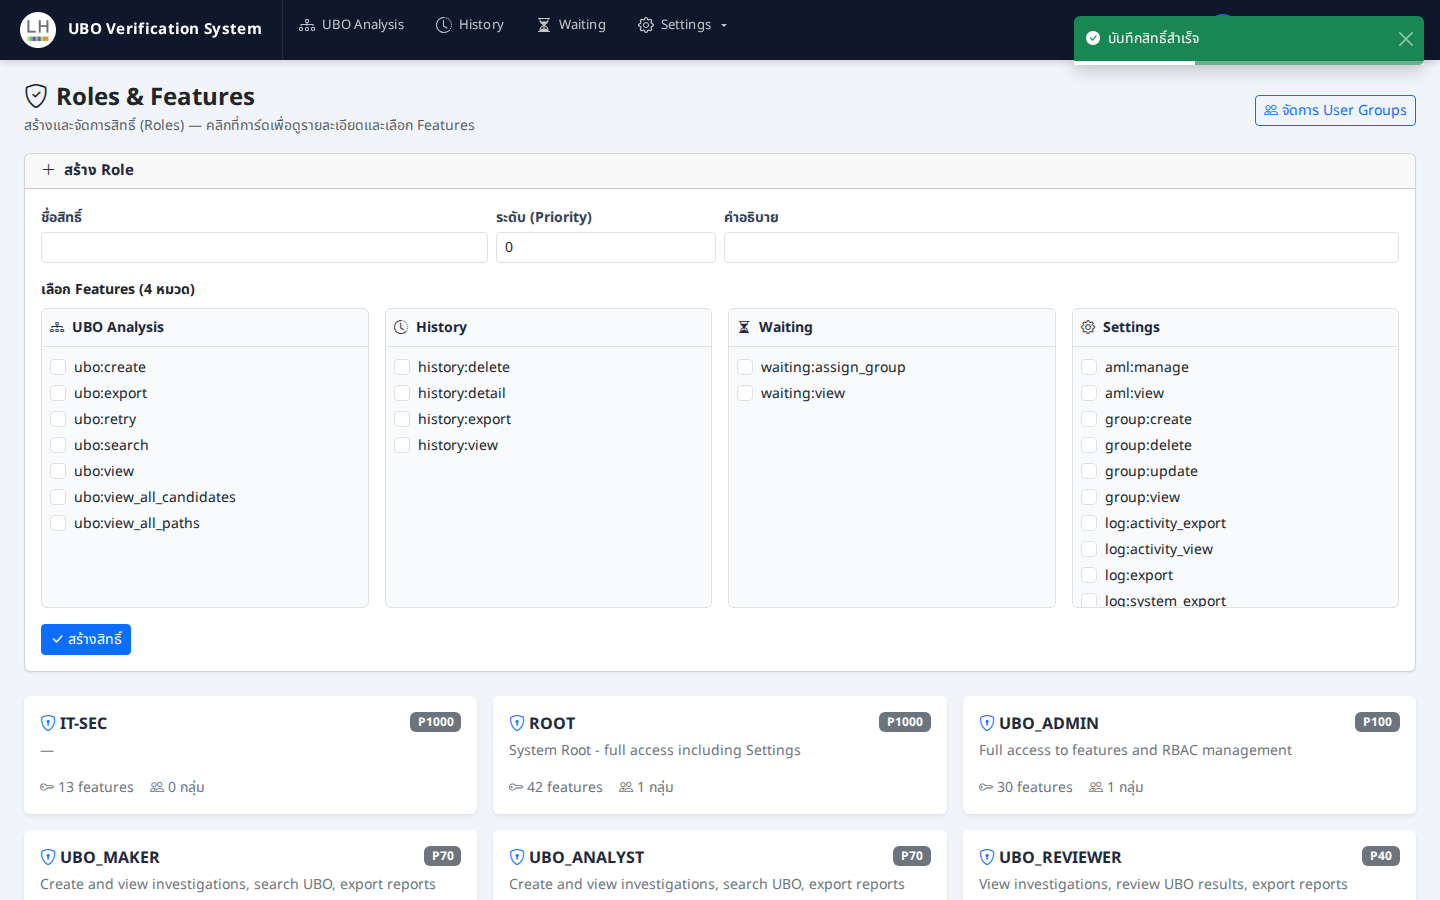 LH UBO Verification System UBO Analysis History Waiting Settings
บันทึกสิทธิ์สำเร็จ
Roles & Features
สร้างและจัดการสิทธิ์ (Roles) — คลิกที่การ์ดเพื่อดูรายละเอียดและเลือก Features
จัดการ User Groups
สร้าง Role
ชื่อสิทธิ์ ระดับ (Priority) คำอธิบาย
0
เลือก Features (4 หมวด)
UBO Analysis
ubo:create
ubo:export
ubo:retry
ubo:search
ubo:view
ubo:view_all_candidates
ubo:view_all_paths
History
history:delete
history:detail
history:export
history:view
Waiting
waiting:assign_group
waiting:view
Settings
aml:manage
aml:view
group:create
group:delete
group:update
group:view
log:activity_export
log:activity_view
log:export
log:system_export
สร้างสิทธิ์
IT-SEC P1000
—
13 features 0 กลุ่ม
ROOT P1000
System Root - full access including Settings
42 features 1 กลุ่ม
UBO_ADMIN P100
Full access to features and RBAC management
30 features 1 กลุ่ม
UBO_MAKER P70
Create and view investigations, search UBO, export reports
UBO_ANALYST P70
Create and view investigations, search UBO, export reports
UBO_REVIEWER P40
View investigations, review UBO results, export reports